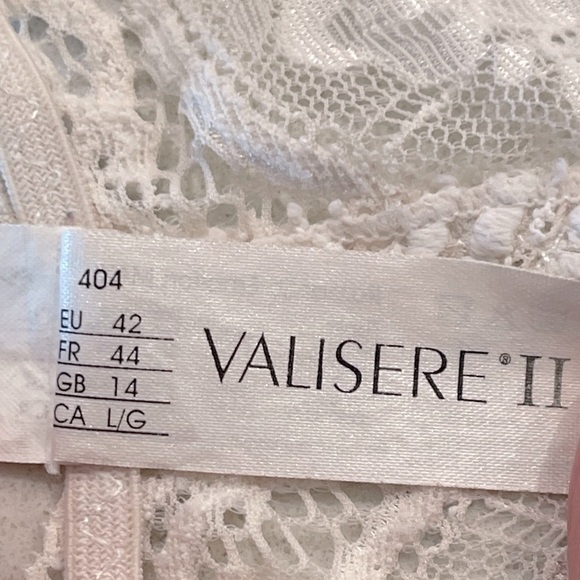 404
EU 42
FR 44
GB 14
CA L/G
VALISERE® II